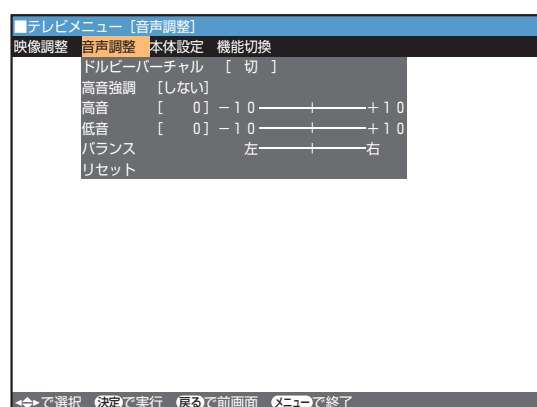 ■テレビメニュー［音声調整］
映像調整 音声調整 本体設定 機能切換
ドルビーバーチャル ［ 切 ］
高音強調 ［しない］
高音 ［ 0］ －１０ ＋１０
低音 ［ 0］ －１０ ＋１０
バランス 左 右
リセット
で選択 決定で実行 戻るで前画面 メニューで終了